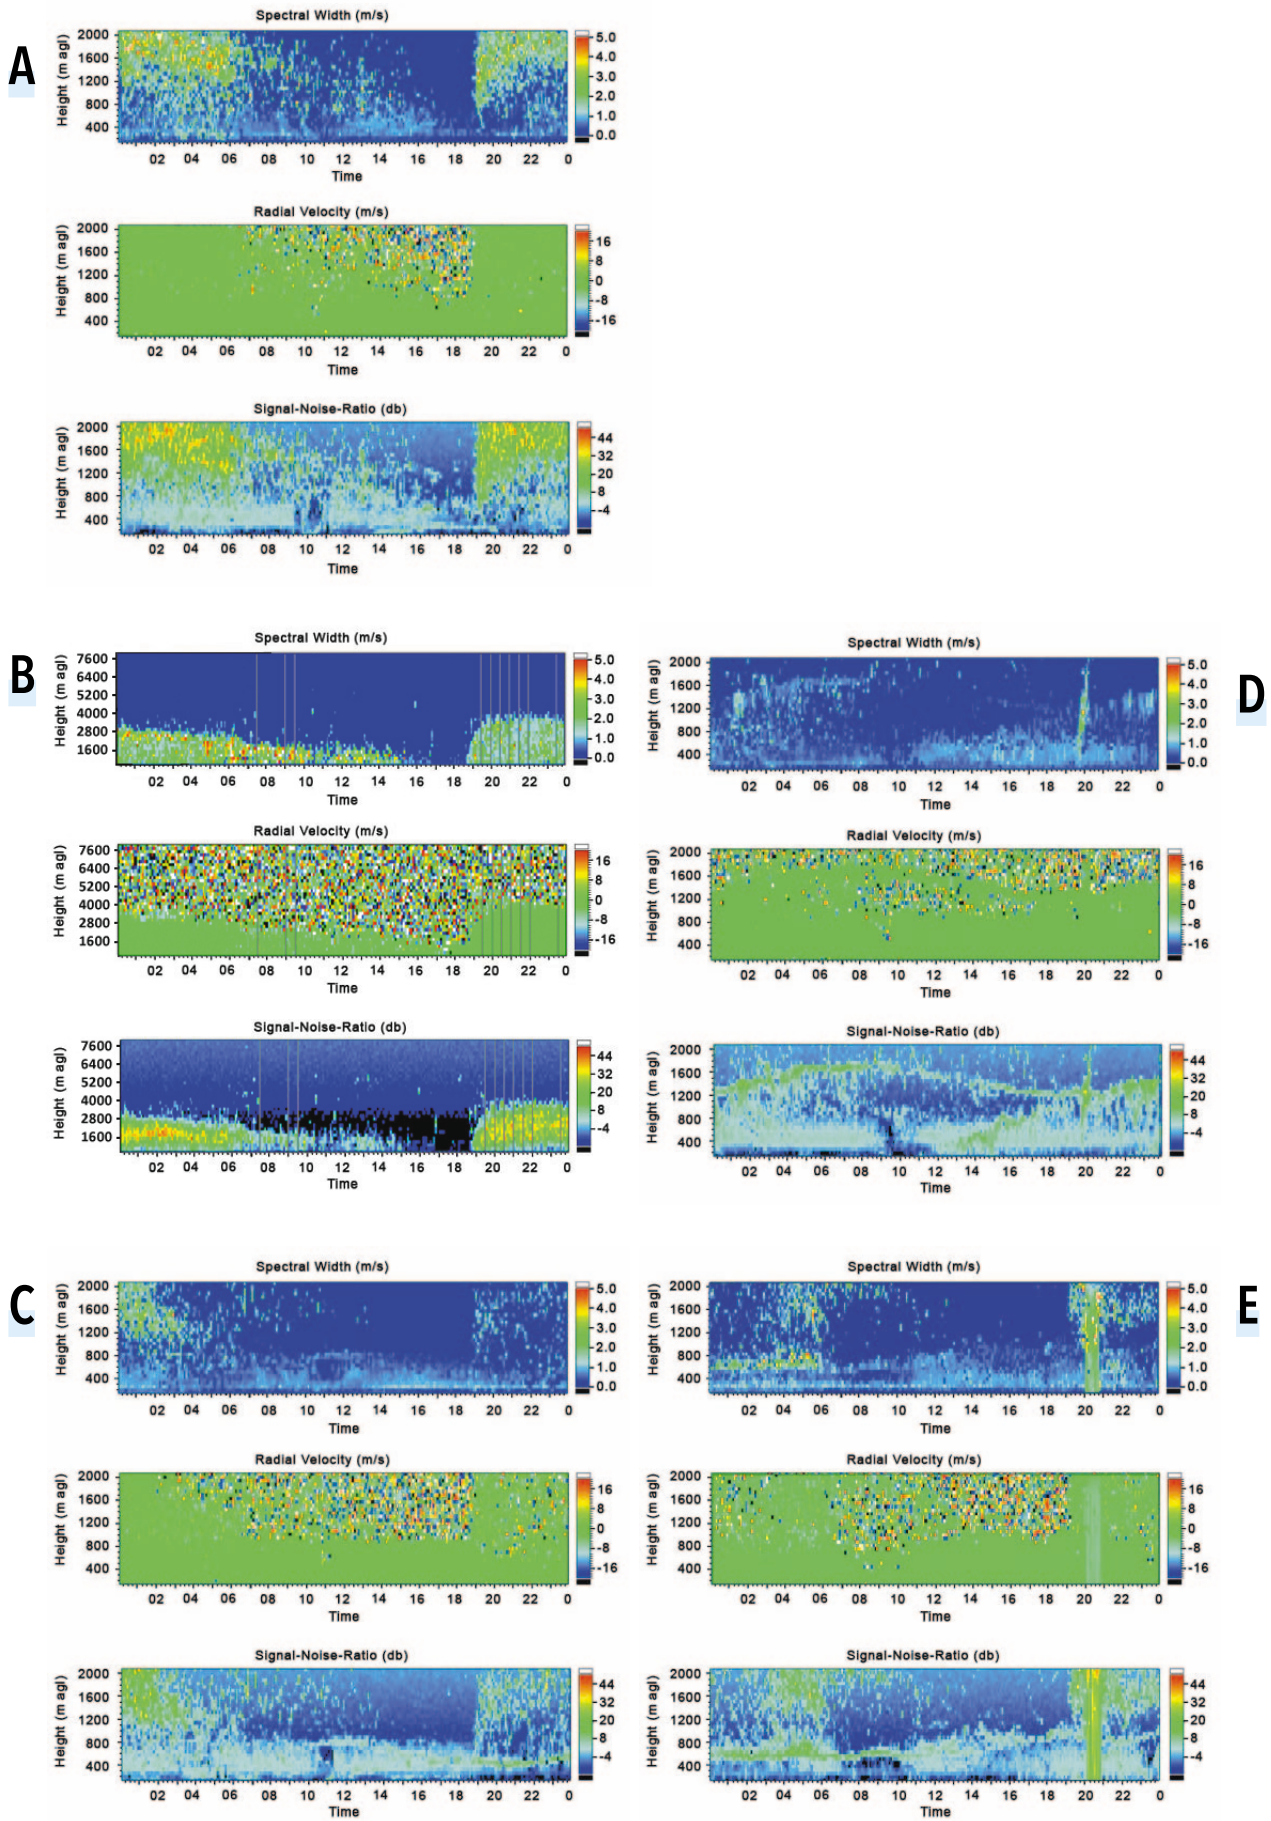 A
Spectral Width (m/s)
Height (m agl)
2000
1600
1200
800
400
5.0
4.0
3.0
2.0
1.0
0.0
02 04 06 08 10 12 14 16 18 20 22 0
Time
Radial Velocity (m/s)
Height (m agl)
2000
1600
1200
800
400
16
8
0
-8
-16
02 04 06 08 10 12 14 16 18 20 22 0
Time
Signal-Noise-Ratio (db)
Height (m agl)
2000
1600
1200
800
400
44
32
20
8
-4
02 04 06 08 10 12 14 16 18 20 22 0
Time
B
Spectral Width (m/s)
Height (m agl)
7600
6400
5200
4000
2800
1600
5.0
4.0
3.0
2.0
1.0
0.0
02 04 06 08 10 12 14 16 18 20 22 0
Time
Radial Velocity (m/s)
Height (m agl)
7600
6400
5200
4000
2800
1600
16
8
0
-8
-16
02 04 06 08 10 12 14 16 18 20 22 0
Time
Signal-Noise-Ratio (db)
Height (m agl)
7600
6400
5200
4000
2800
1600
44
32
20
8
-4
02 04 06 08 10 12 14 16 18 20 22 0
Time
D
Spectral Width (m/s)
Height (m agl)
2000
1600
1200
800
400
5.0
4.0
3.0
2.0
1.0
0.0
02 04 06 08 10 12 14 16 18 20 22 0
Time
Radial Velocity (m/s)
Height (m agl)
2000
1600
1200
800
400
16
8
0
-8
-16
02 04 06 08 10 12 14 16 18 20 22 0
Time
Signal-Noise-Ratio (db)
Height (m agl)
2000
1600
1200
800
400
44
32
20
8
-4
02 04 06 08 10 12 14 16 18 20 22 0
Time
C
Spectral Width (m/s)
Height (m agl)
2000
1600
1200
800
400
5.0
4.0
3.0
2.0
1.0
0.0
02 04 06 08 10 12 14 16 18 20 22 0
Time
Radial Velocity (m/s)
Height (m agl)
2000
1600
1200
800
400
16
8
0
-8
-16
02 04 06 08 10 12 14 16 18 20 22 0
Time
Signal-Noise-Ratio (db)
Height (m agl)
2000
1600
1200
800
400
44
32
20
8
-4
02 04 06 08 10 12 14 16 18 20 22 0
Time
E
Spectral Width (m/s)
Height (m agl)
2000
1600
1200
800
400
5.0
4.0
3.0
2.0
1.0
0.0
02 04 06 08 10 12 14 16 18 20 22 0
Time
Radial Velocity (m/s)
Height (m agl)
2000
1600
1200
800
400
16
8
0
-8
-16
02 04 06 08 10 12 14 16 18 20 22 0
Time
Signal-Noise-Ratio (db)
Height (m agl)
2000
1600
1200
800
400
44
32
20
8
-4
02 04 06 08 10 12 14 16 18 20 22 0
Time